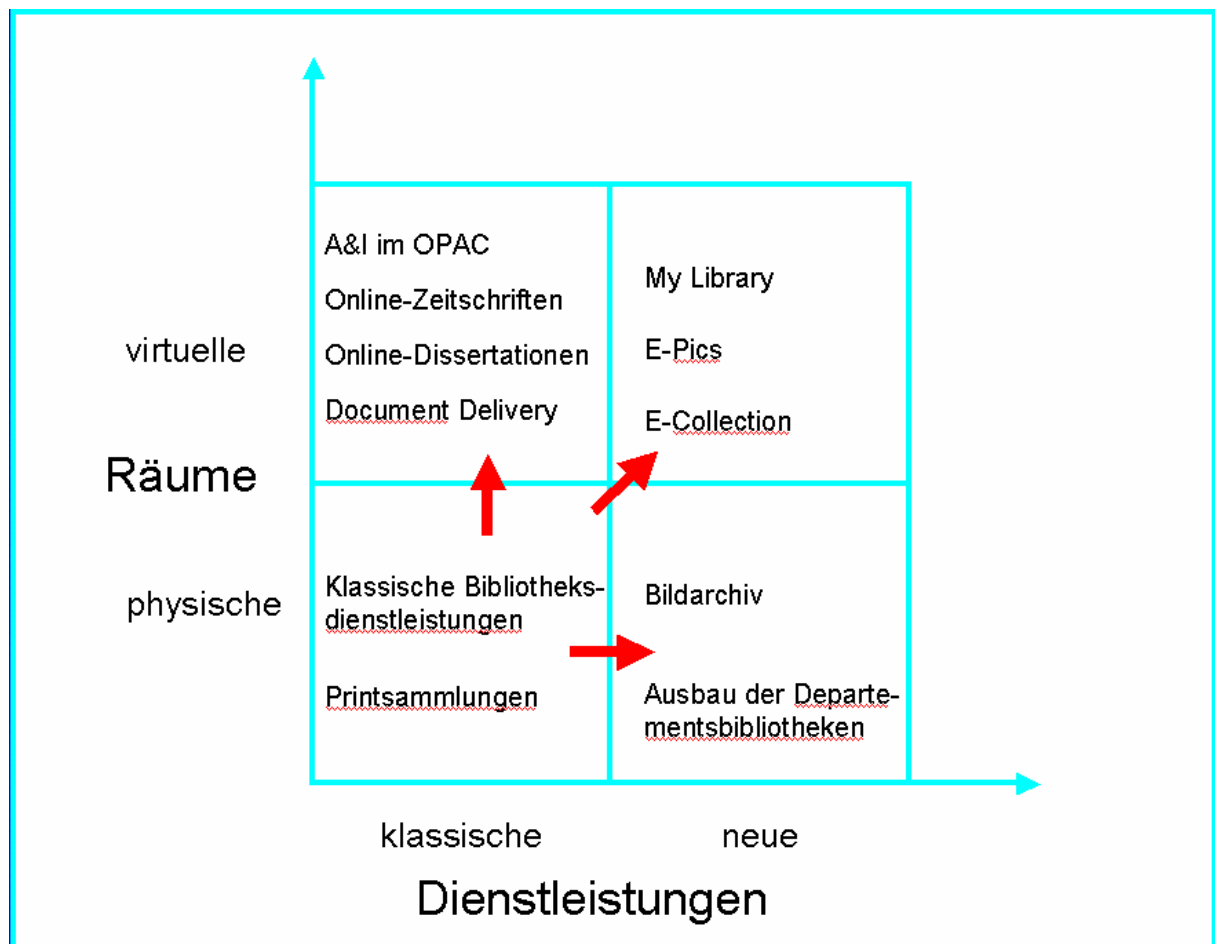 A&I im OPAC
Online-Zeitschriften
Online-Dissertationen
Document Delivery
My Library
E-Pics
E-Collection
virtuelle
Räume
physische
Klassische Bibliotheks-
dienstleistungen
Printsammlungen
Bildarchiv
Ausbau der Departe-
mentsbibliotheken
klassische
neue
Dienstleistungen